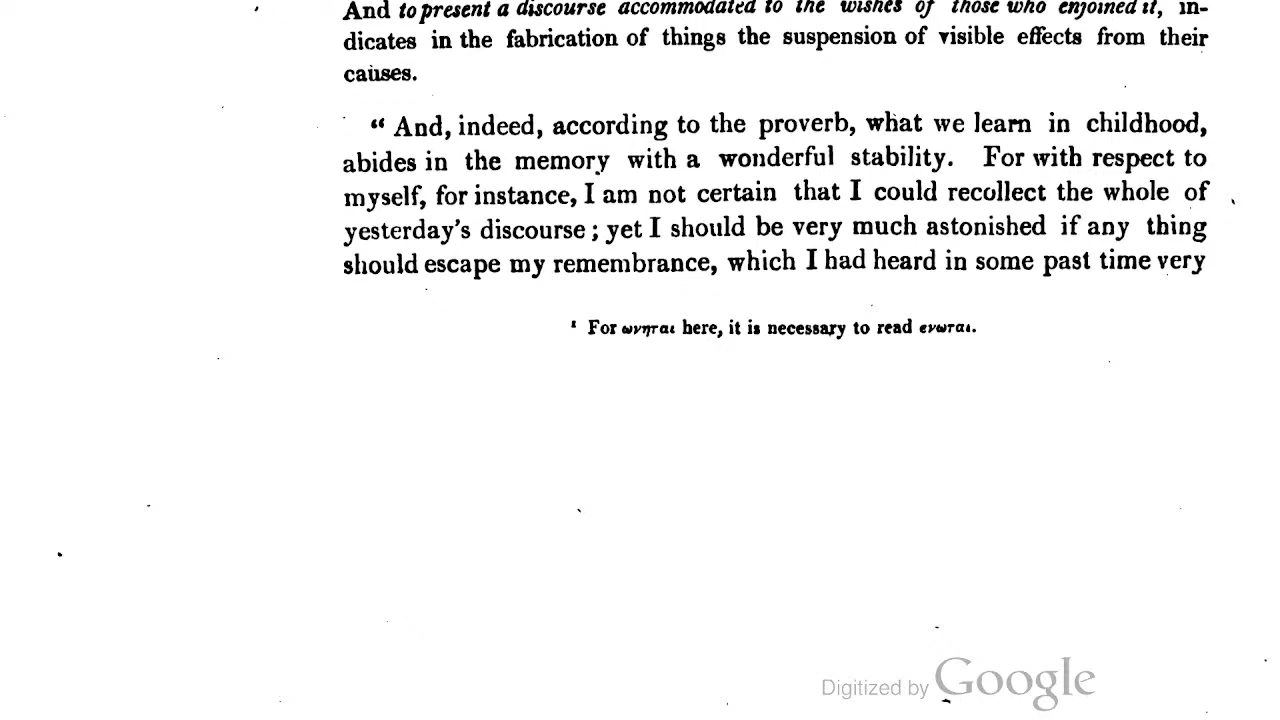 And to present a discourse accommodated to the wishes of those who enjoined it, in-
dicates in the fabrication of things the suspension of visible effects from their
causes.
“ And, indeed, according to the proverb, what we learn in childhood,
abides in the memory with a wonderful stability. For with respect to
myself, for instance, I am not certain that I could recollect the whole of
yesterday's discourse ; yet I should be very much astonished if any thing
should escape my remembrance, which I had heard in some past time very
¹ For ωνηται here, it is necessary to read ενωται.
Digitized by Google